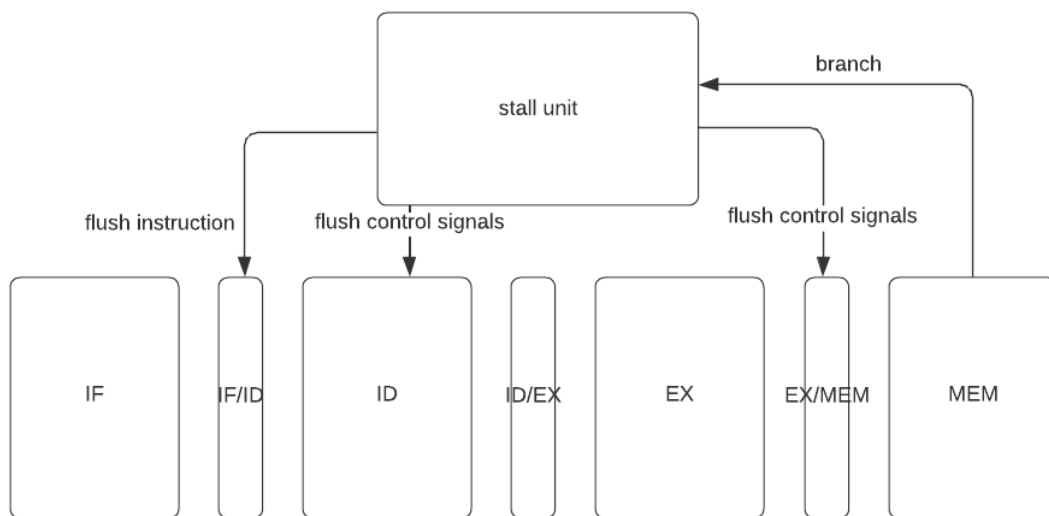 branch
stall unit
flush instruction
flush control signals
flush control signals
IF
IF/ID
ID
ID/EX
EX
EX/MEM
MEM